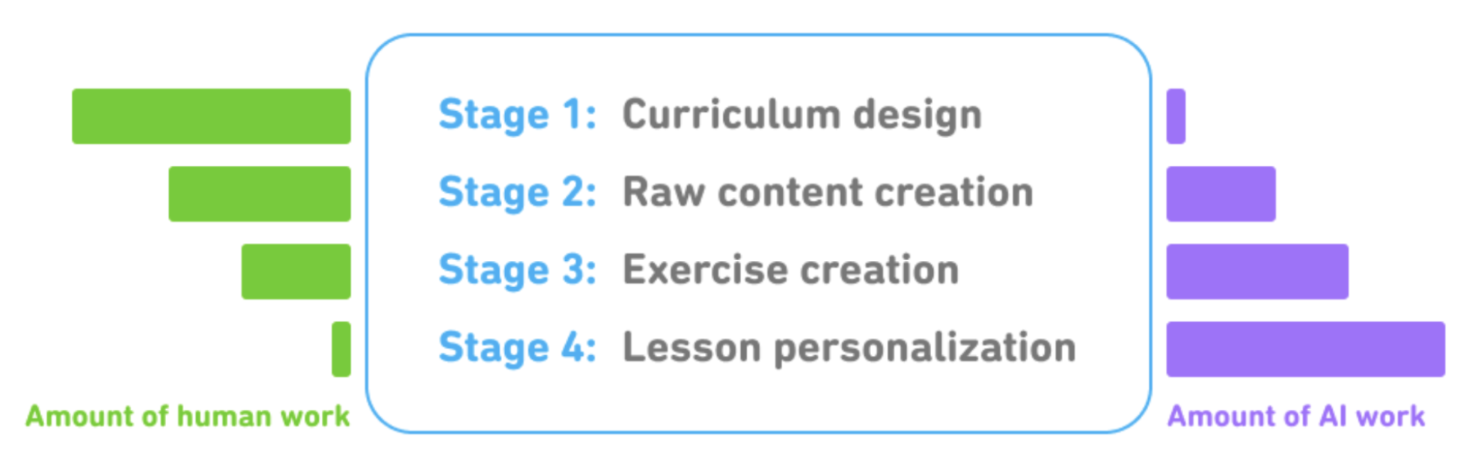 Stage 1: Curriculum design
Stage 2: Raw content creation
Stage 3: Exercise creation
Stage 4: Lesson personalization
Amount of human work
Amount of AI work